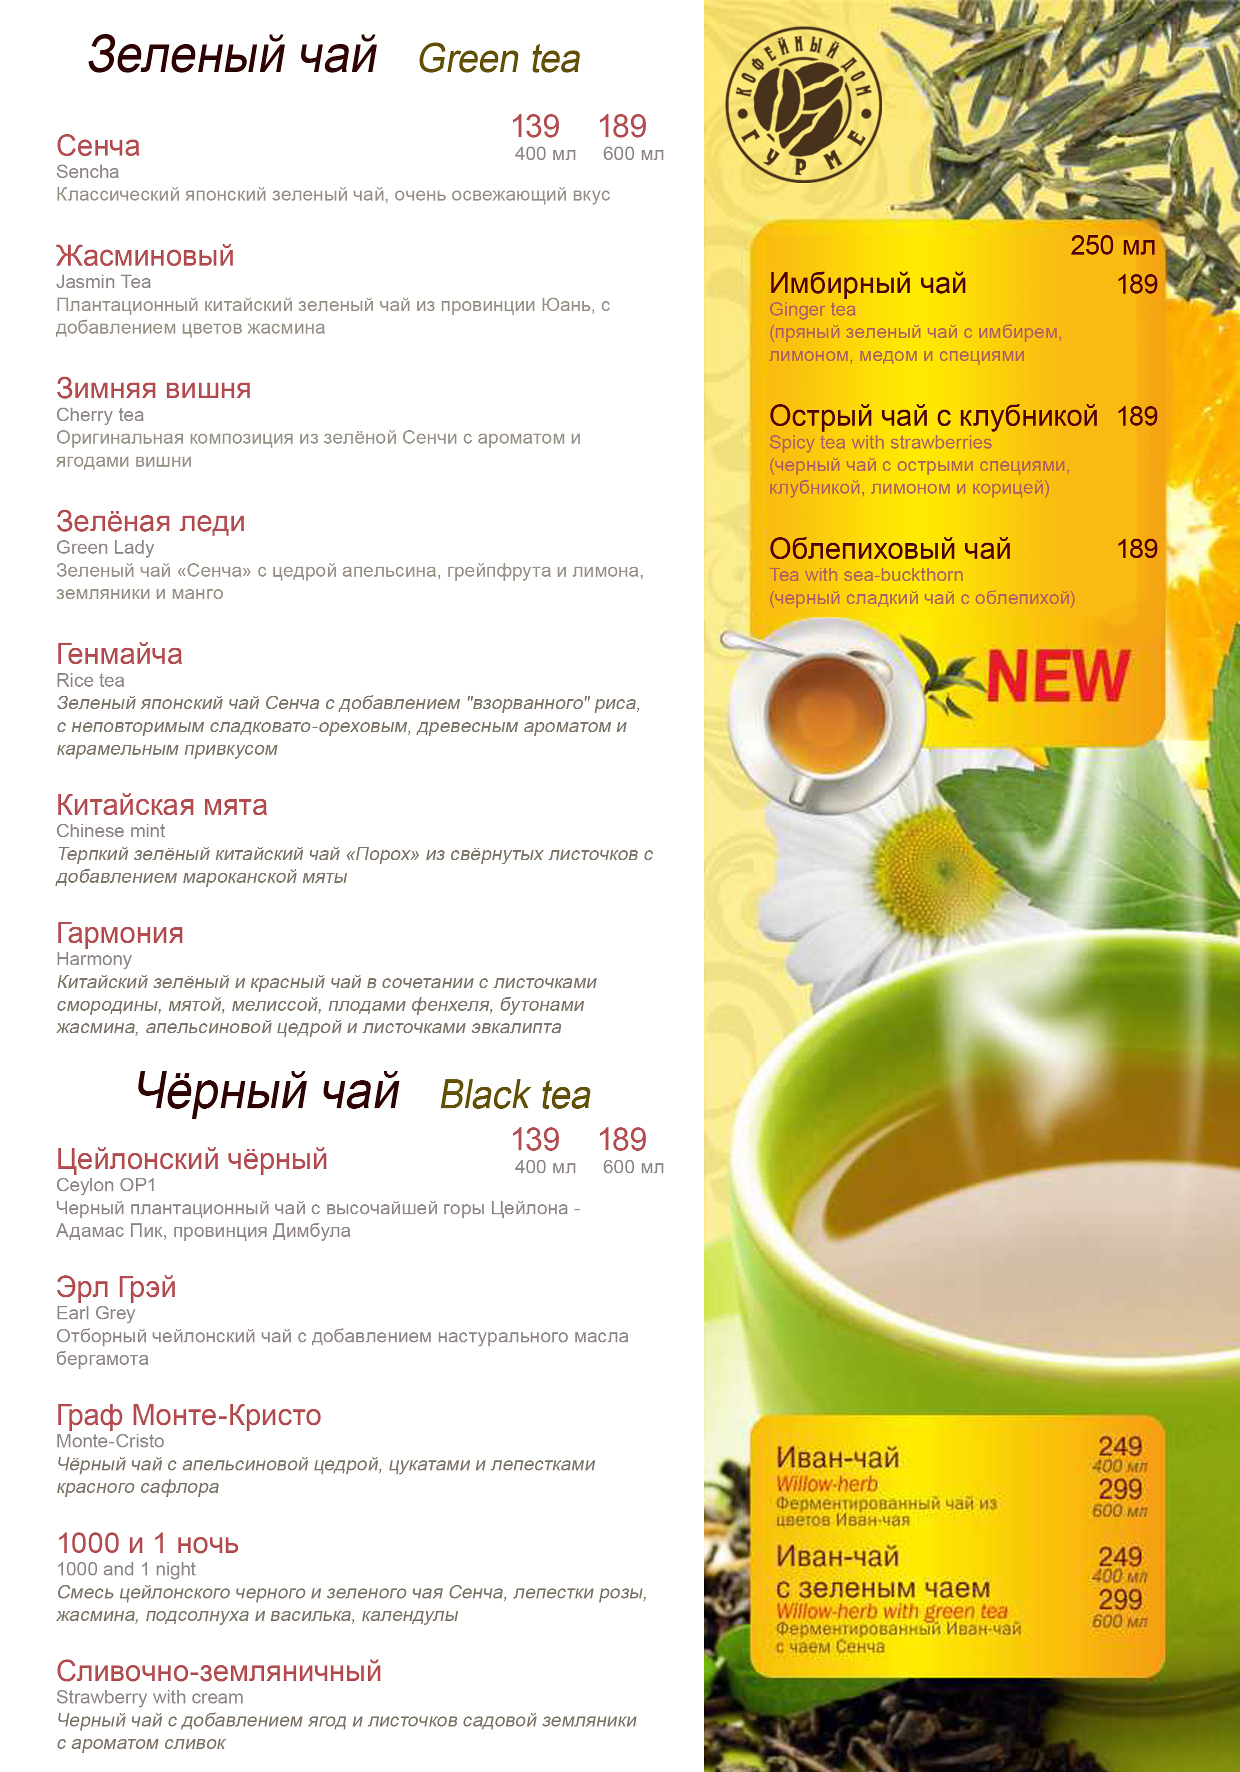 Зеленый чай Green tea
139 189
400 мл 600 мл
Сенча
Sencha
Классический японский зеленый чай, очень освежающий вкус
Жасминовый
Jasmin Tea
Плантационный китайский зеленый чай из провинции Юань, с
добавлением цветов жасмина
Зимняя вишня
Cherry tea
Оригинальная композиция из зелёной Сенчи с ароматом и
ягодами вишни
Зелёная леди
Green Lady
Зеленый чай «Сенча» с цедрой апельсина, грейпфрута и лимона,
земляники и манго
Генмайча
Rice tea
Зеленый японский чай Сенча с добавлением "взорванного" риса,
с неповторимым сладковато-ореховым, древесным ароматом и
карамельным привкусом
Китайская мята
Chinese mint
Терпкий зелёный китайский чай «Порох» из свёрнутых листочков с
добавлением мароканской мяты
Гармония
Harmony
Китайский зелёный и красный чай в сочетании с листочками
смородины, мятой, мелиссой, плодами фенхеля, бутонами
жасмина, апельсиновой цедрой и листочками эвкалипта
Чёрный чай Black tea
139 189
400 мл 600 мл
Цейлонский чёрный
Ceylon OP1
Черный плантационный чай с высочайшей горы Цейлона -
Адамас Пик, провинция Димбула
Эрл Грэй
Earl Grey
Отборный чейлонский чай с добавлением настурального масла
бергамота
Граф Монте-Кристо
Monte-Cristo
Чёрный чай с апельсиновой цедрой, цукатами и лепестками
красного сафлора
1000 и 1 ночь
1000 and 1 night
Смесь цейлонского черного и зеленого чая Сенча, лепестки розы,
жасмина, подсолнуха и василька, календулы
Сливочно-земляничный
Strawberry with cream
Черный чай с добавлением ягод и листочков садовой земляники
с ароматом сливок
КОФЕЙНЫЙ ДОМ
ГУРМЕ
250 мл
Имбирный чай 189
Ginger tea
(пряный зеленый чай с имбирем,
лимоном, медом и специями
Острый чай с клубникой 189
Spicy tea with strawberries
(черный чай с острыми специями,
клубникой, лимоном и корицей)
Облепиховый чай 189
Tea with sea-buckthorn
(черный сладкий чай с облепихой)
NEW
Иван-чай 249
400 мл
Willow-herb 299
Ферментированный чай из 600 мл
цветов Иван-чая
Иван-чай 249
400 мл
с зеленым чаем 299
Willow-herb with green tea 600 мл
Ферментированный Иван-чай
с чаем Сенча